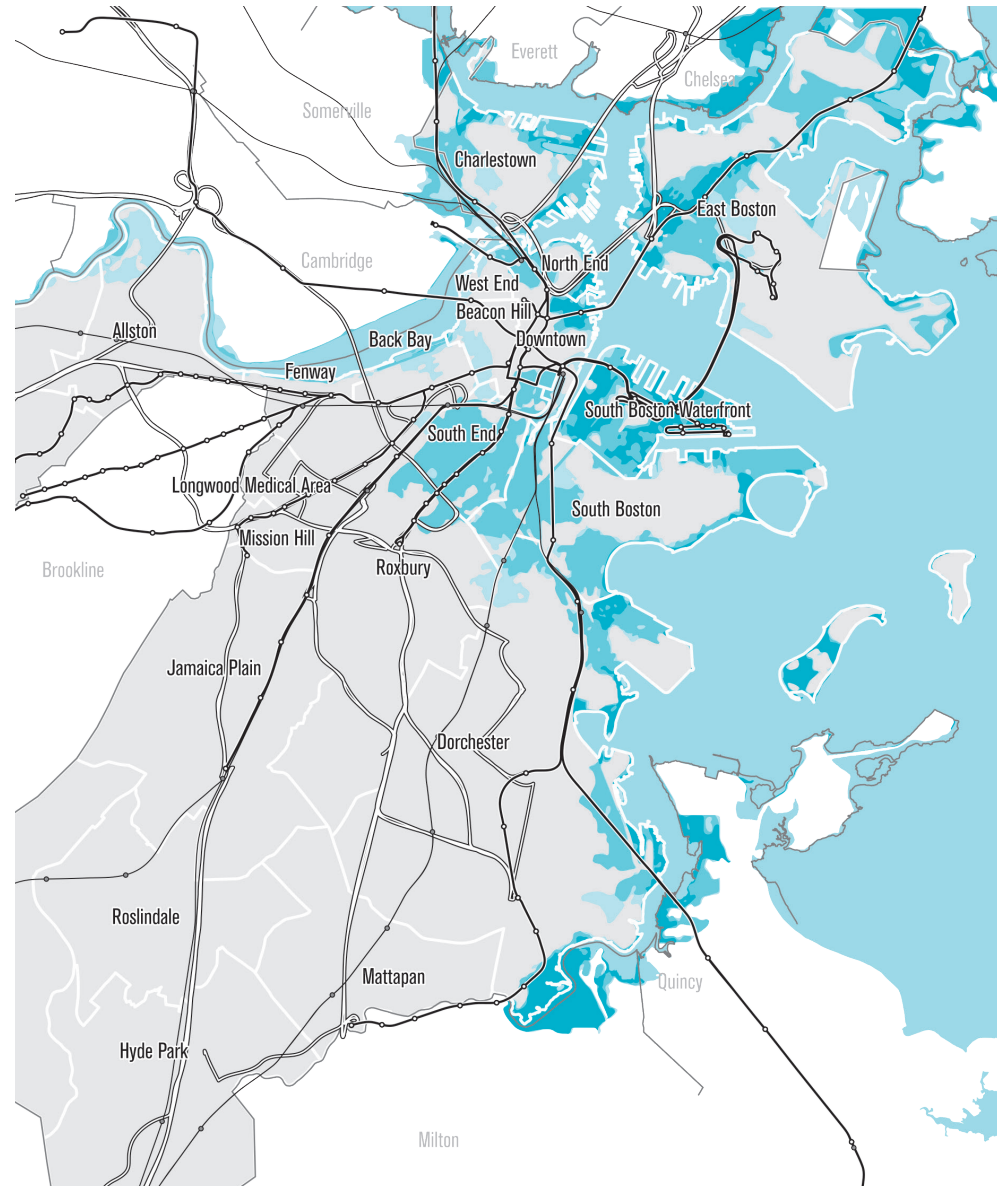 Everett
Chelsea
Somerville
Charlestown
East Boston
North End
Cambridge
West End
Beacon Hill
Allston
Back Bay
Downtown
Fenway
South Boston Waterfront
South End
Longwood Medical Area
South Boston
Mission Hill
Roxbury
Brookline
Jamaica Plain
Dorchester
Roslindale
Mattapan
Quincy
Hyde Park
Milton